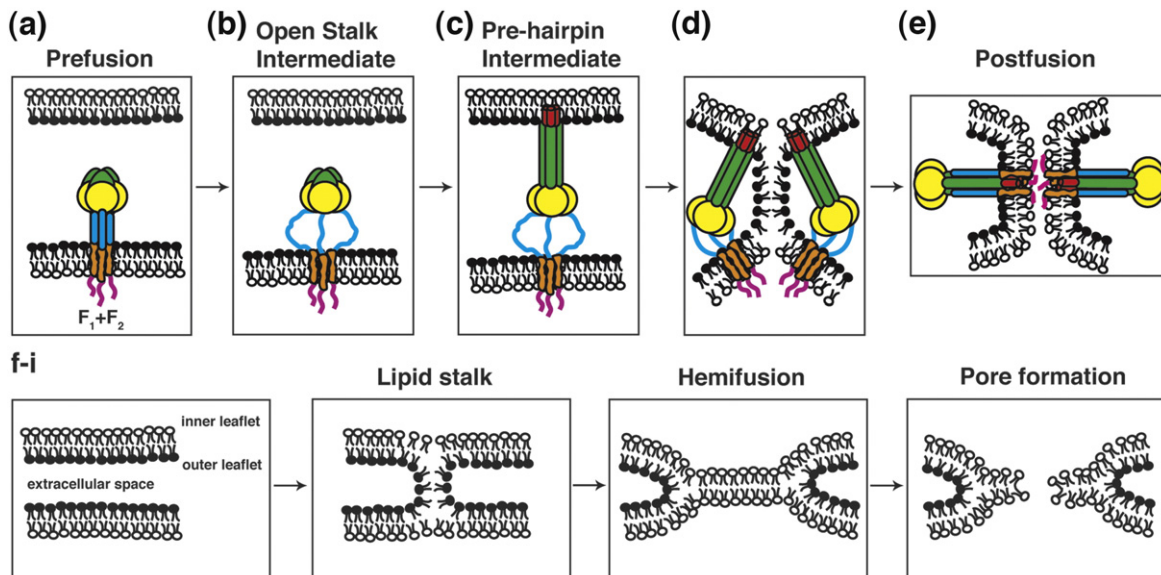 (a)
Prefusion
F₁+F₂
(b)
Open Stalk
Intermediate
(c)
Pre-hairpin
Intermediate
(d)
(e)
Postfusion
f-i
inner leaflet
outer leaflet
extracellular space
Lipid stalk
Hemifusion
Pore formation